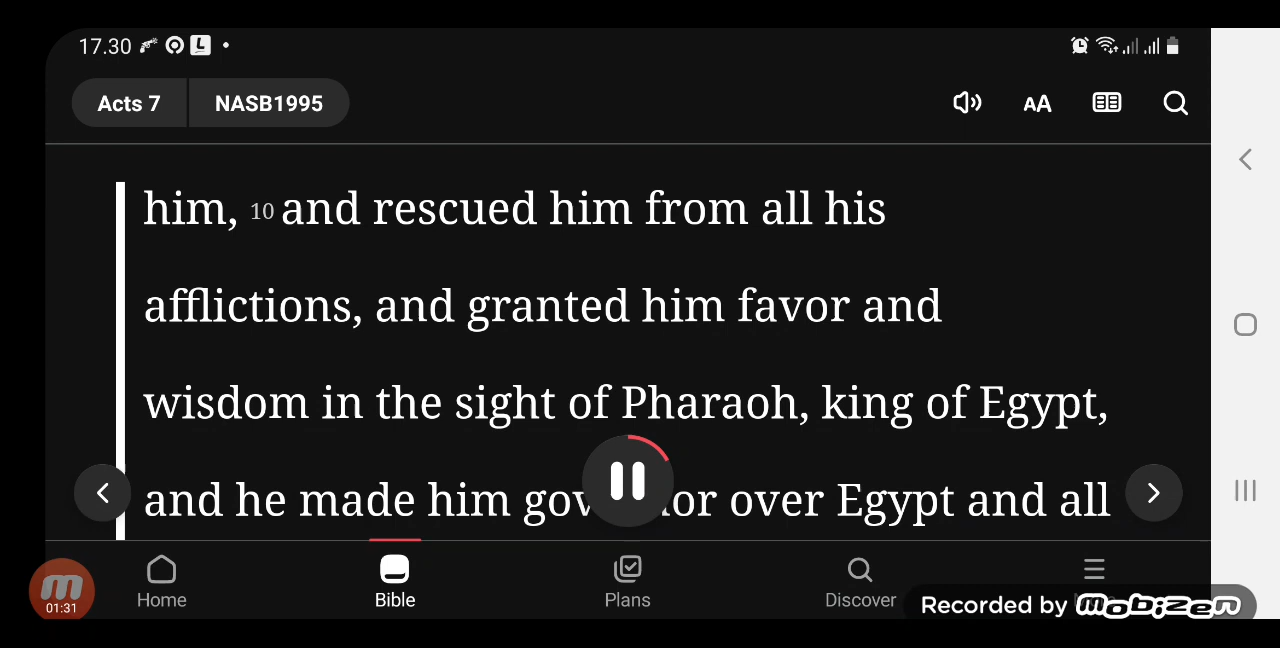 17.30
Acts 7 NASB1995
AA
him, 10 and rescued him from all his
afflictions, and granted him favor and
wisdom in the sight of Pharaoh, king of Egypt,
and he made him gov or over Egypt and all
01:31
Home
Bible
Plans
Discover
Recorded by Mobizen